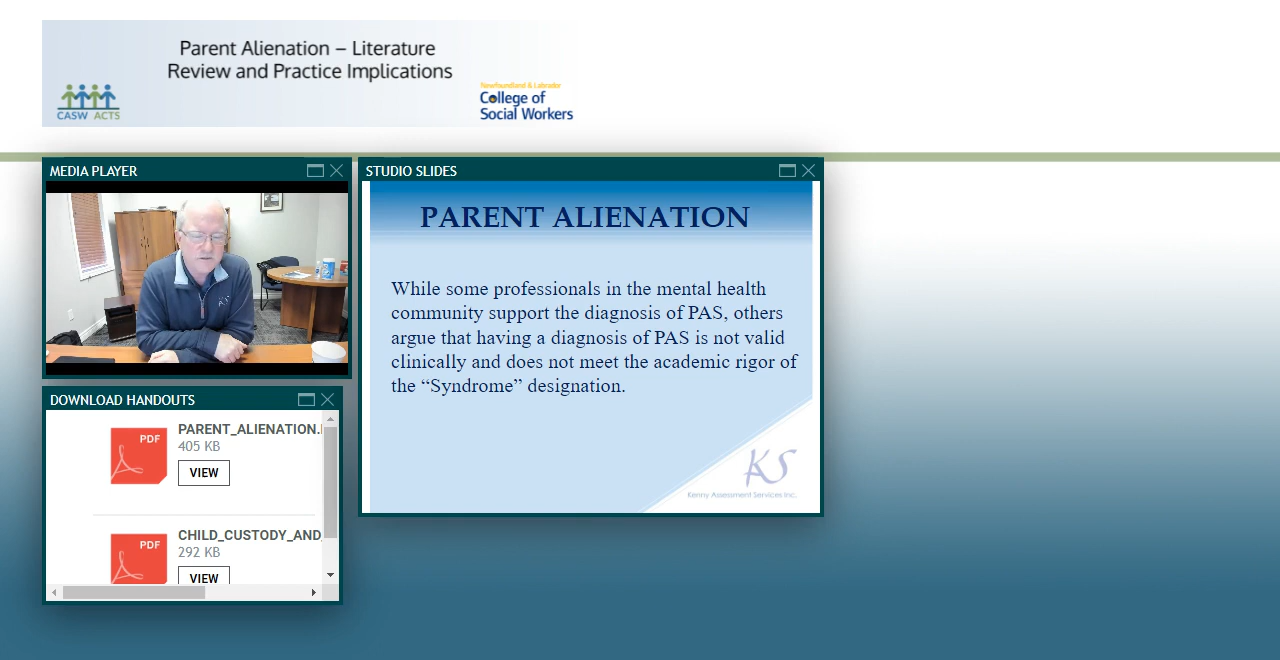 Parent Alienation – Literature
Review and Practice Implications
CASW ACTS
Newfoundland & Labrador
College of
Social Workers
MEDIA PLAYER
KS
STUDIO SLIDES
PARENT ALIENATION
While some professionals in the mental health
community support the diagnosis of PAS, others
argue that having a diagnosis of PAS is not valid
clinically and does not meet the academic rigor of
the “Syndrome” designation.
KS
Kenny Assessment Services Inc.
DOWNLOAD HANDOUTS
PDF
PARENT_ALIENATION.
405 KB
VIEW
PDF
CHILD_CUSTODY_AND_
292 KB
VIEW